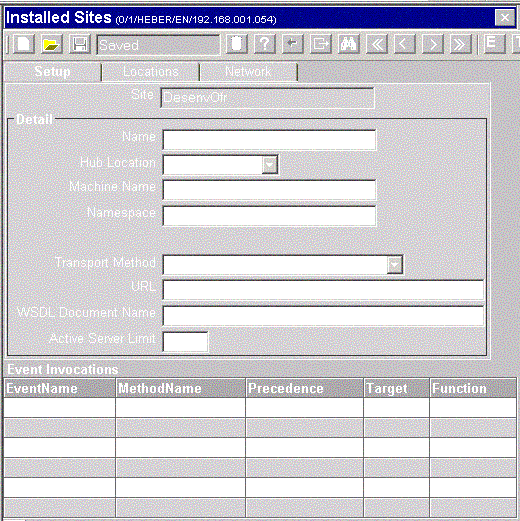 Installed Sites (0/1/HEBER/EN/192.168.001.054)
Saved
?
E
Setup Locations Network
Site DesenvOfr
Detail
Name
Hub Location
Machine Name
Namespace
Transport Method
URL
WSDL Document Name
Active Server Limit
Event Invocations
EventName MethodName Precedence Target Function